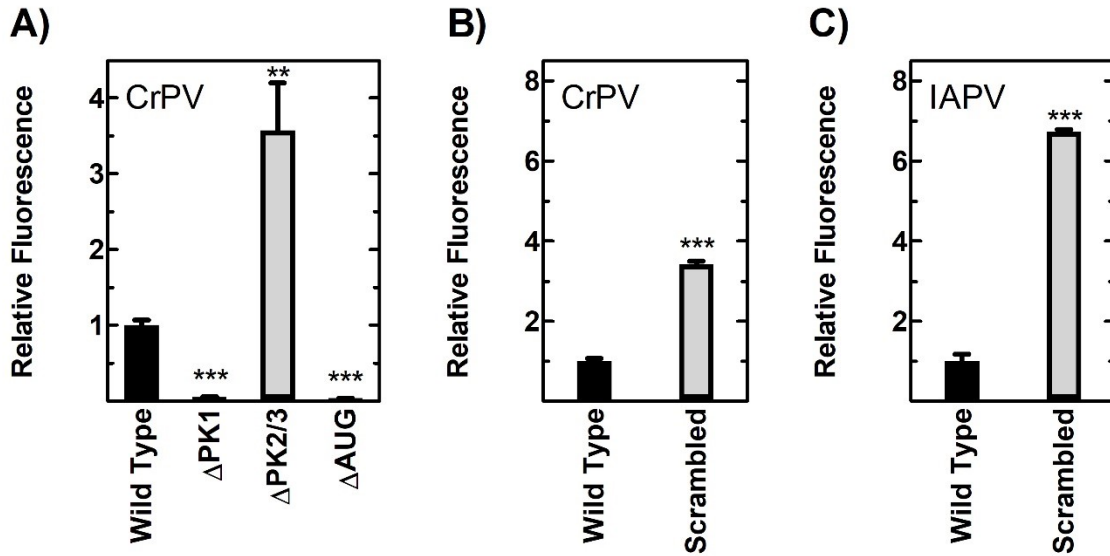 A)
Relative Fluorescence
4
3
2
1
CrPV
**
***
***
Wild Type
ΔPK1
ΔPK2/3
ΔAUG
B)
Relative Fluorescence
8
6
4
2
CrPV
***
Wild Type
Scrambled
C)
Relative Fluorescence
8
6
4
2
IAPV
***
Wild Type
Scrambled